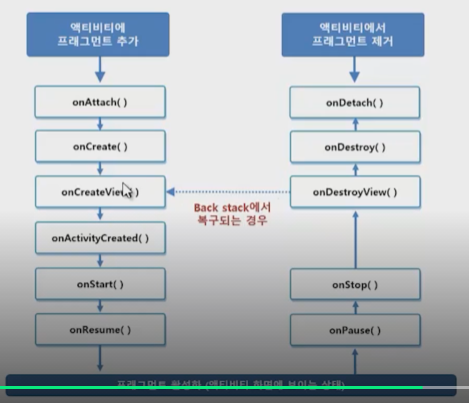 액티비티에
프래그먼트 추가
액티비티에서
프래그먼트 제거
onAttach( )
onDetach( )
onCreate( )
onDestroy( )
onCreateView( )
onDestroyView( )
Back stack에서
복구되는 경우
onActivityCreated( )
onStart( )
onStop( )
onResume( )
onPause( )
프래그먼트 활성화 (액티비티 화면에 보이는 상태)